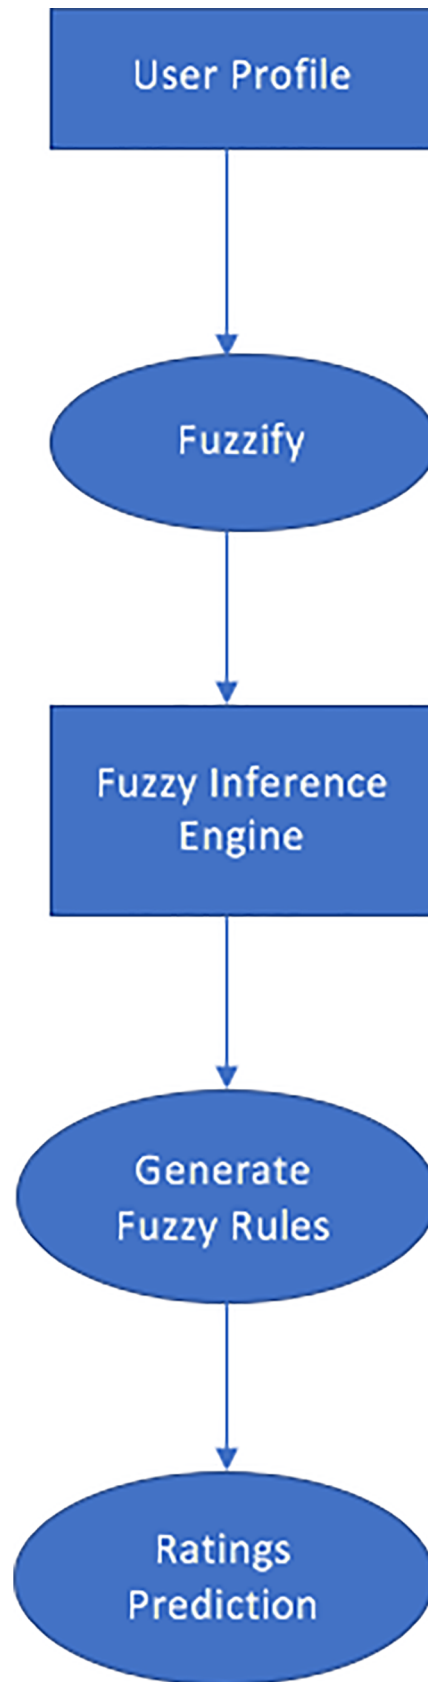 User Profile
Fuzzify
Fuzzy Inference
Engine
Generate
Fuzzy Rules
Ratings
Prediction